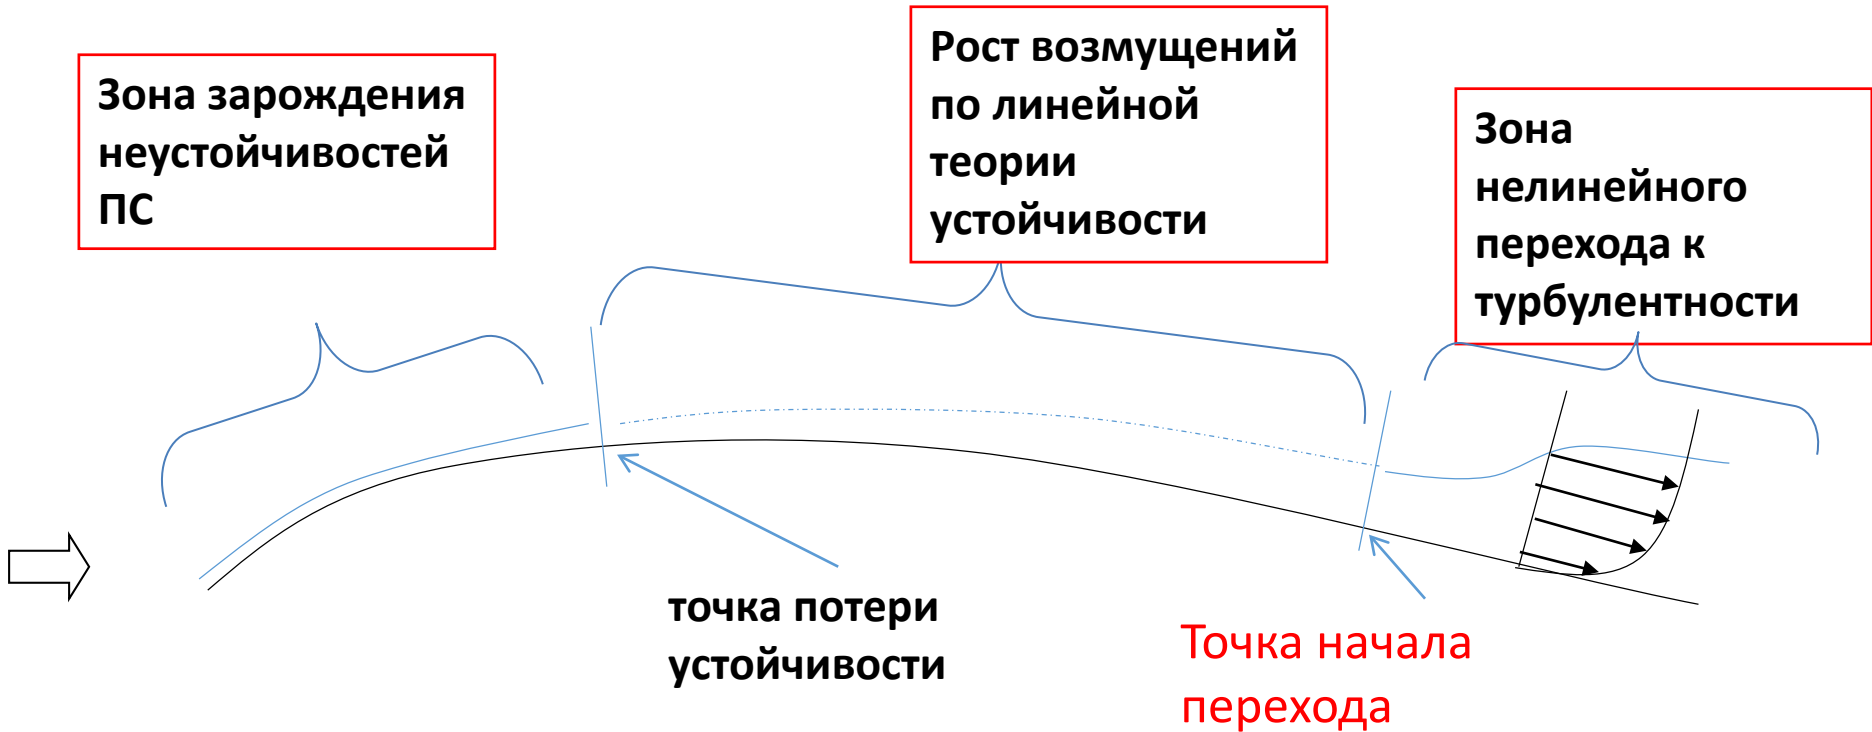 Зона зарождения
неустойчивостей
ПС
Рост возмущений
по линейной
теории
устойчивости
Зона
нелинейного
перехода к
турбулентности
точка потери
устойчивости
Точка начала
перехода